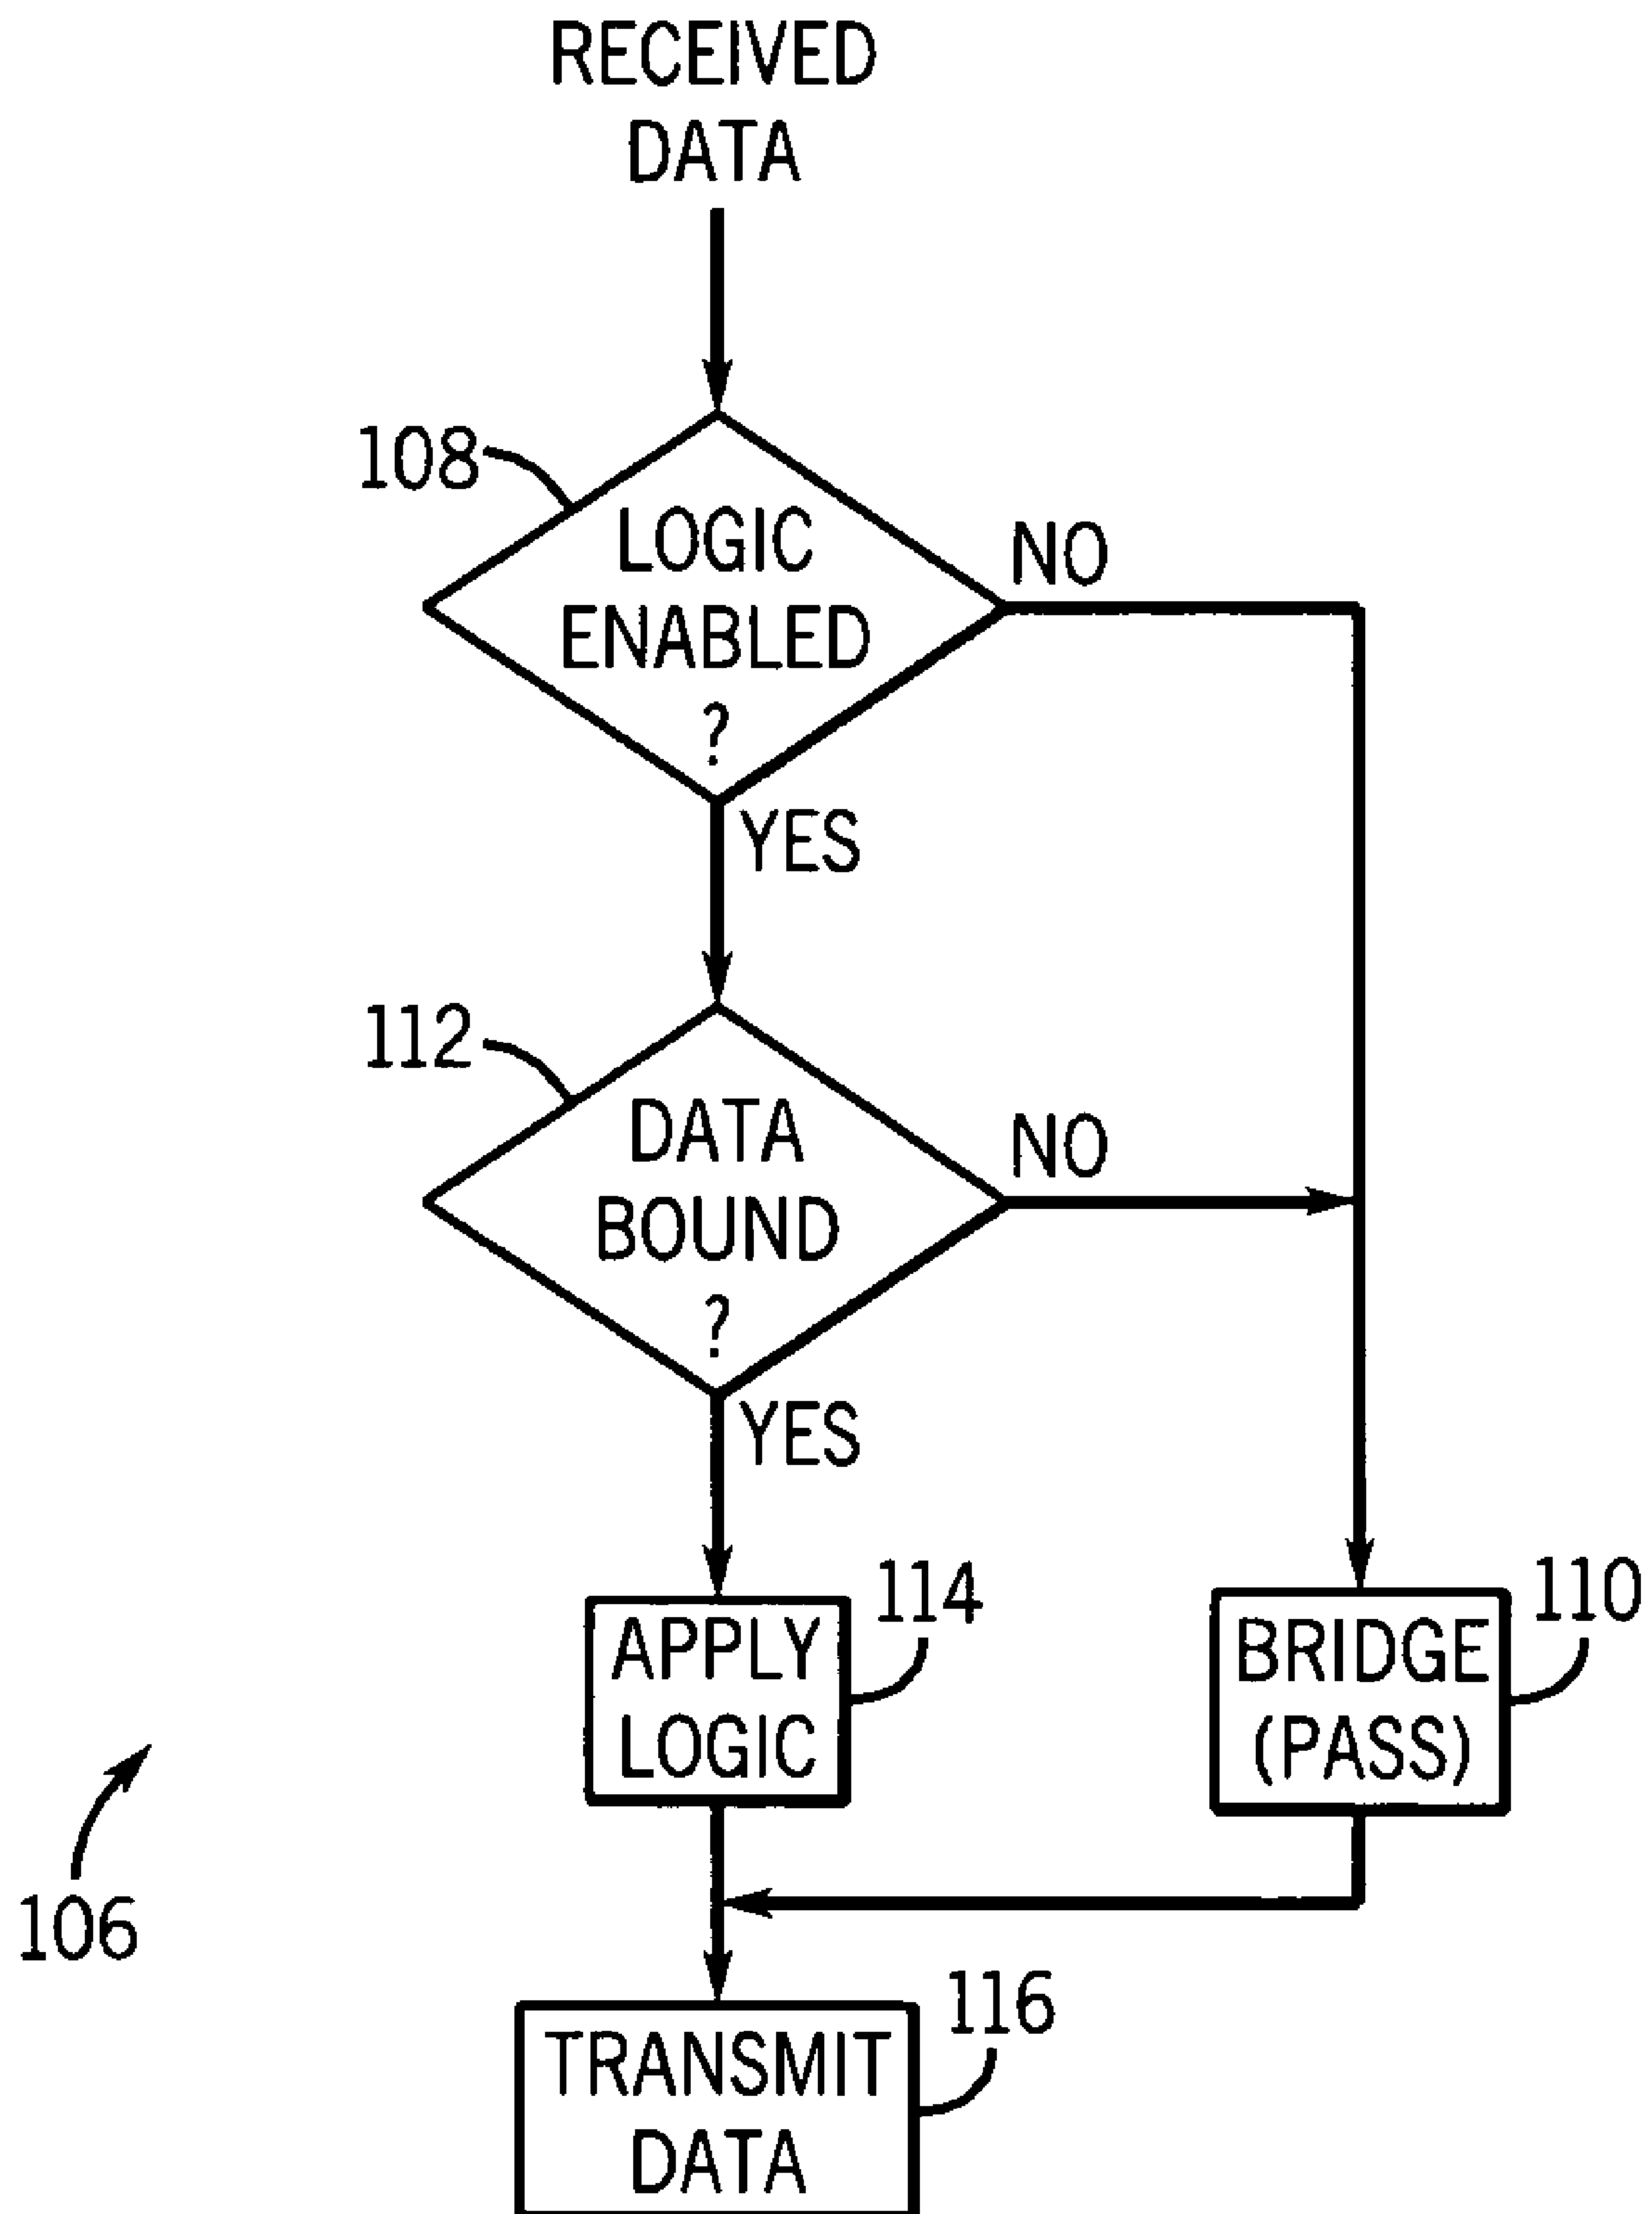 RECEIVED
DATA
108
LOGIC
ENABLED
?
NO
YES
112
DATA
BOUND
?
NO
YES
114
APPLY
LOGIC
110
BRIDGE
(PASS)
106
116
TRANSMIT
DATA